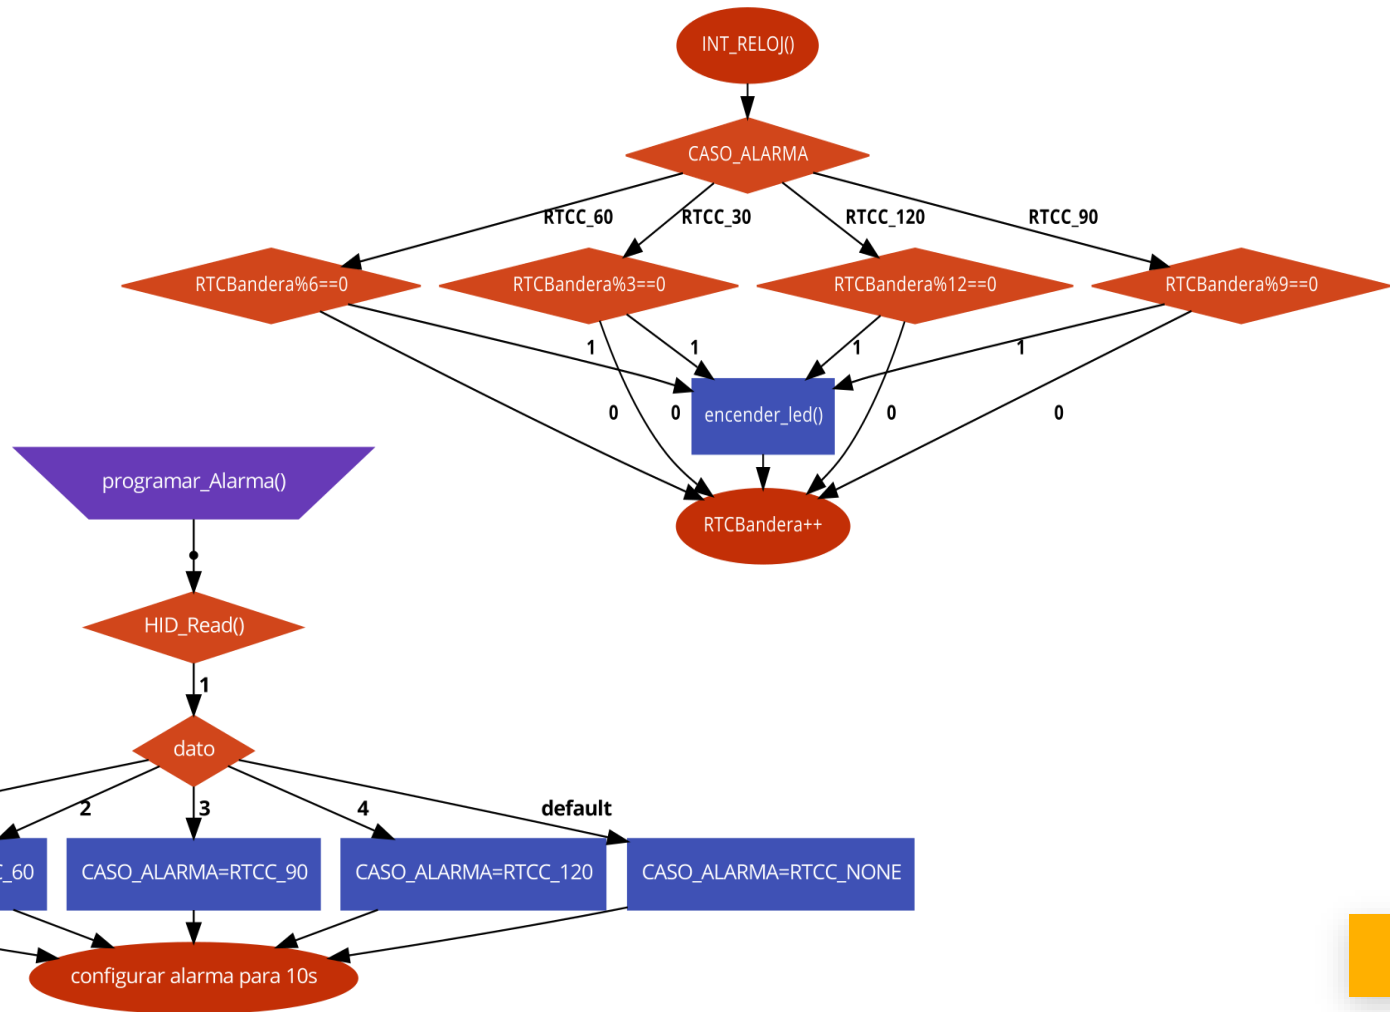 INT_RELOJ()
CASO_ALARMA
RTCC_60
RTCC_30
RTCC_120
RTCC_90
RTCBandera%6==0
RTCBandera%3==0
RTCBandera%12==0
RTCBandera%9==0
1
1
1
1
0
0
0
0
encender_led()
RTCBandera++
programar_Alarma()
HID_Read()
1
dato
2
3
4
default
_60
CASO_ALARMA=RTCC_90
CASO_ALARMA=RTCC_120
CASO_ALARMA=RTCC_NONE
configurar alarma para 10s